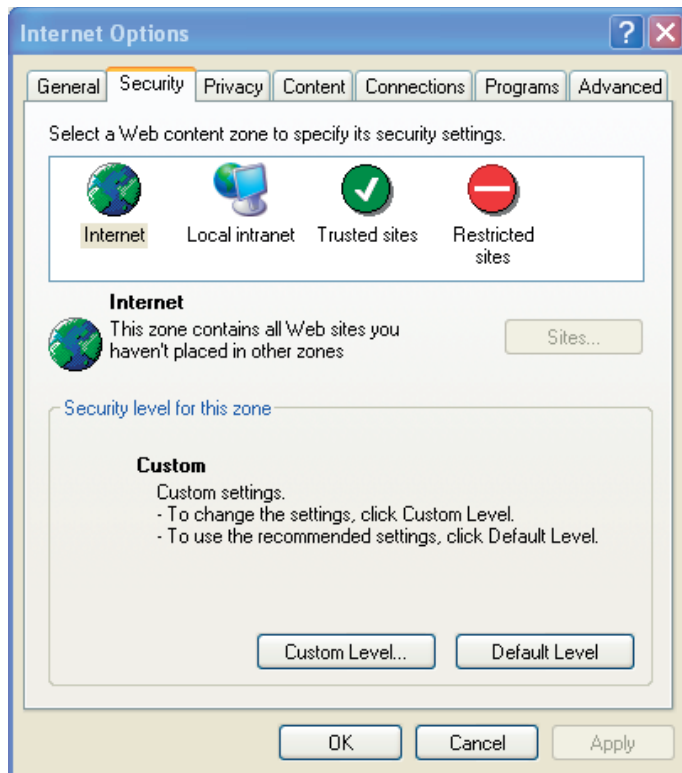 Internet Options
General Security Privacy Content Connections Programs Advanced
Select a Web content zone to specify its security settings.
Internet Local intranet Trusted sites Restricted
sites
Internet
This zone contains all Web sites you
haven't placed in other zones
Sites...
Security level for this zone
Custom
Custom settings.
- To change the settings, click Custom Level.
- To use the recommended settings, click Default Level.
Custom Level... Default Level
OK Cancel Apply